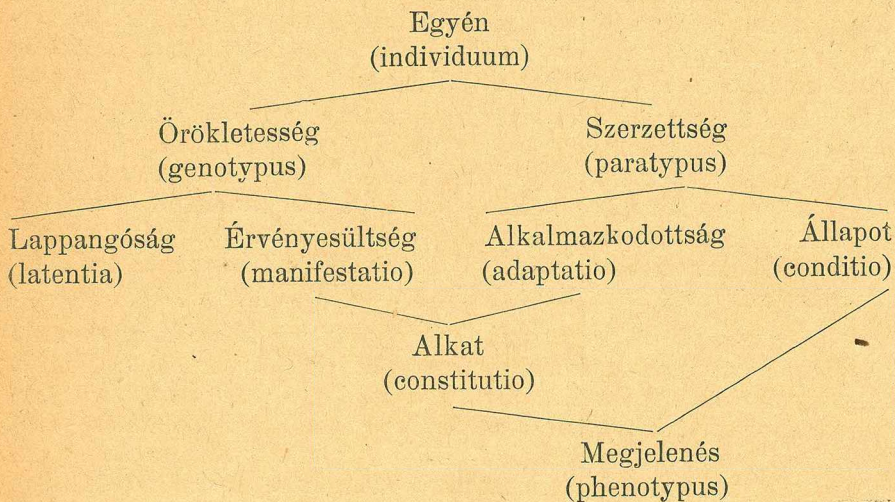 Egyén
(individuum)
Örökletesség
(genotypus)
Szerzettség
(paratypus)
Lappangóság
(latentia)
Érvényesültség
(manifestatio)
Alkalmazkodottság
(adaptatio)
Állapot
(conditio)
Alkat
(constitutio)
Megjelenés
(phenotypus)